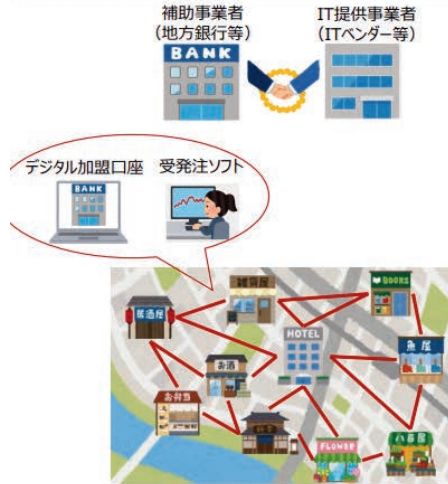 補助事業者
(地方銀行等)
IT提供事業者
(ITベンダー等)
BANK
デジタル加盟口座
受発注ソフト
BANK
雑貨屋
BOOKS
居酒屋
HOTEL
魚屋
お酒
お弁当
FLOWER
八百屋